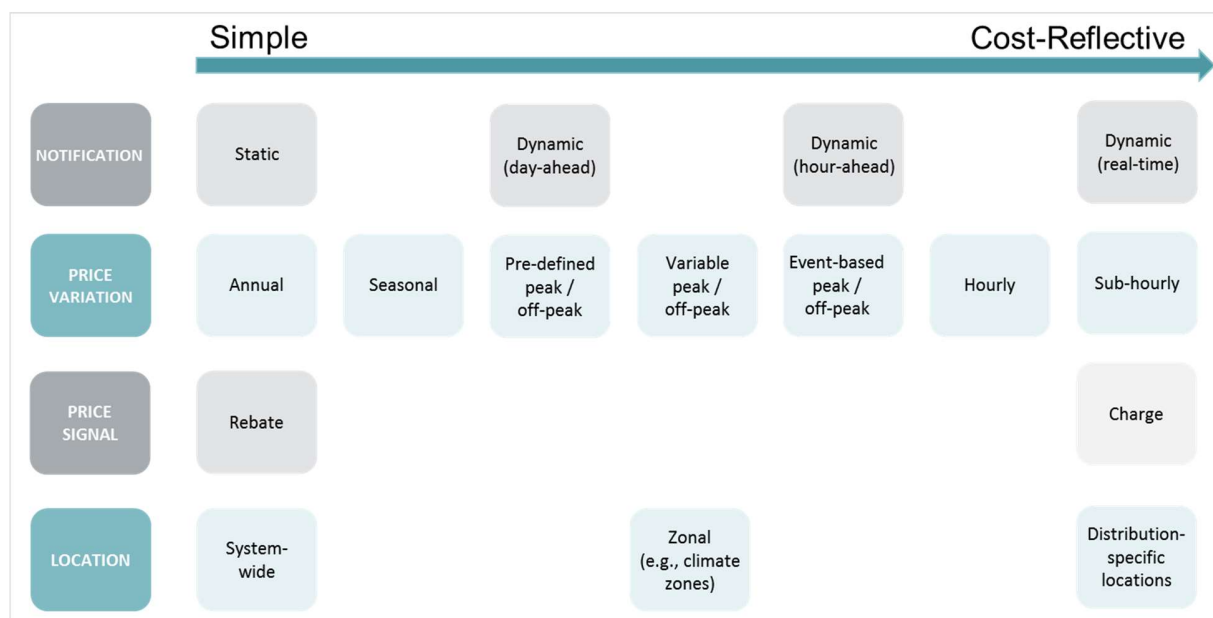 Simple
Cost-Reflective
NOTIFICATION
Static
Dynamic
(day-ahead)
Dynamic
(hour-ahead)
Dynamic
(real-time)
PRICE
VARIATION
Annual
Seasonal
Pre-defined
peak /
off-peak
Variable
peak /
off-peak
Event-based
peak /
off-peak
Hourly
Sub-hourly
PRICE
SIGNAL
Rebate
Charge
LOCATION
System-
wide
Zonal
(e.g., climate
zones)
Distribution-
specific
locations